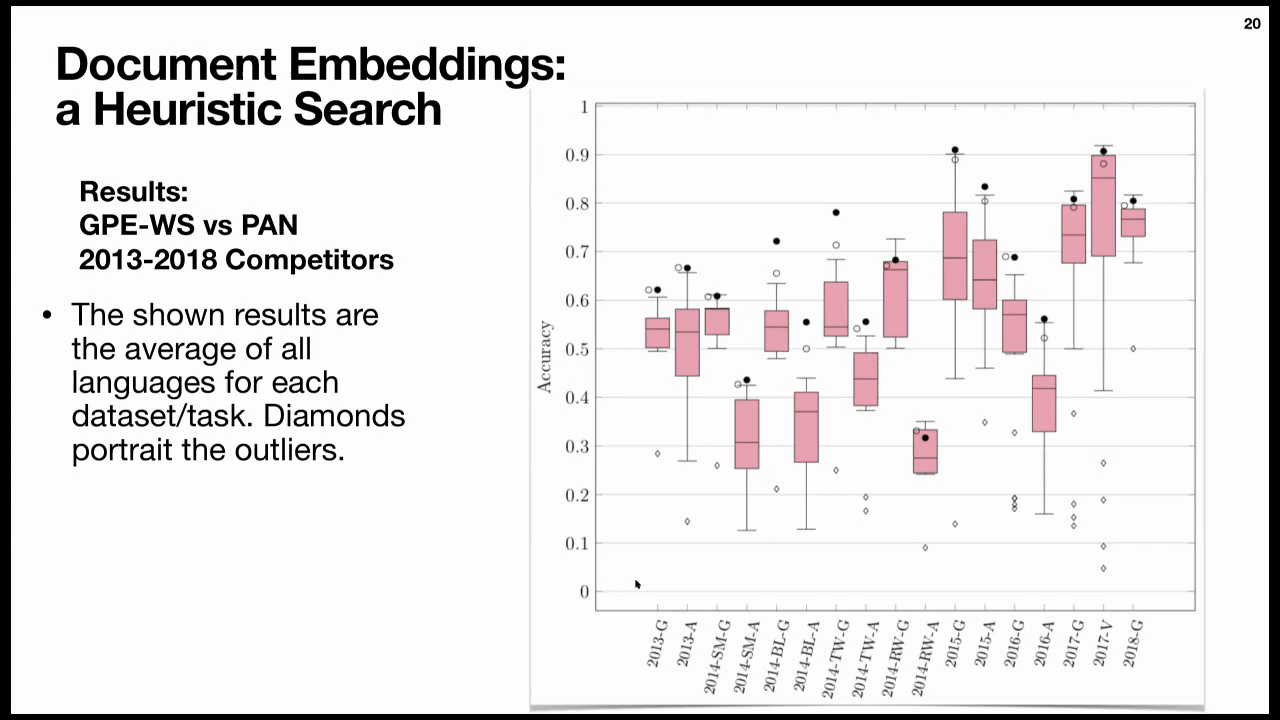 20
Document Embeddings:
a Heuristic Search
Results:
GPE-WS vs PAN
2013-2018 Competitors
• The shown results are
the average of all
languages for each
dataset/task. Diamonds
portrait the outliers.
Accuracy
1
0.9
0.8
0.7
0.6
0.5
0.4
0.3
0.2
0.1
0
2013-G
2013-A
2014-SM-G
2014-SM-A
2014-BL-G
2014-BL-A
2014-TW-G
2014-TW-A
2014-RW-G
2014-RW-A
2015-G
2015-A
2016-G
2016-A
2017-G
2017-V
2018-G